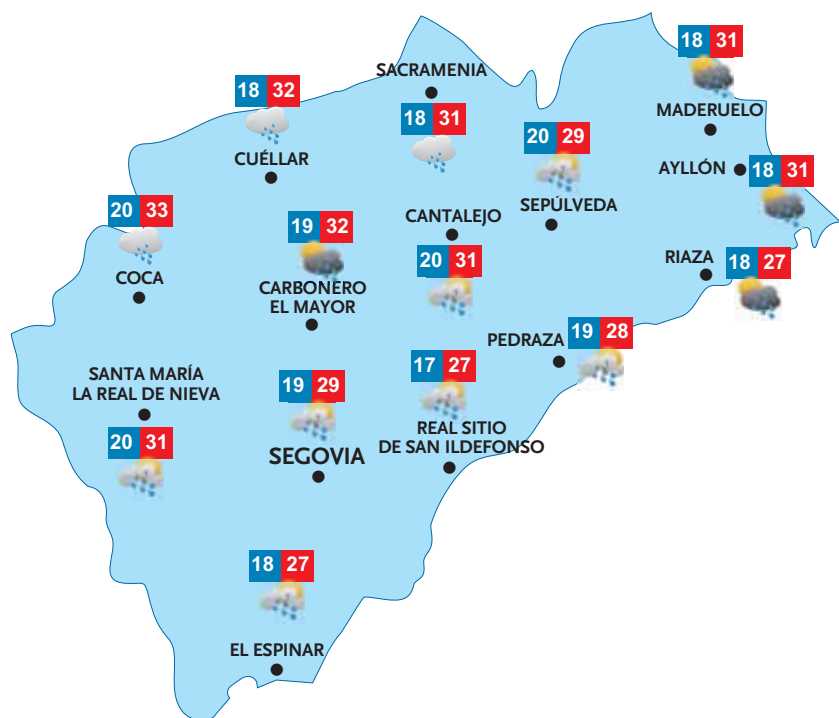 18 31
MADERUELO
SACRAMENIA
18 31
18 32
CUÉLLAR
20 29
SEPÚLVEDA
AYLLÓN
18 31
20 33
COCA
19 32
CARBONERO
EL MAYOR
CANTALEJO
20 31
RIAZA
18 27
PEDRAZA
19 28
SANTA MARÍA
LA REAL DE NIEVA
20 31
19 29
SEGOVIA
17 27
REAL SITIO
DE SAN ILDEFONSO
18 27
EL ESPINAR